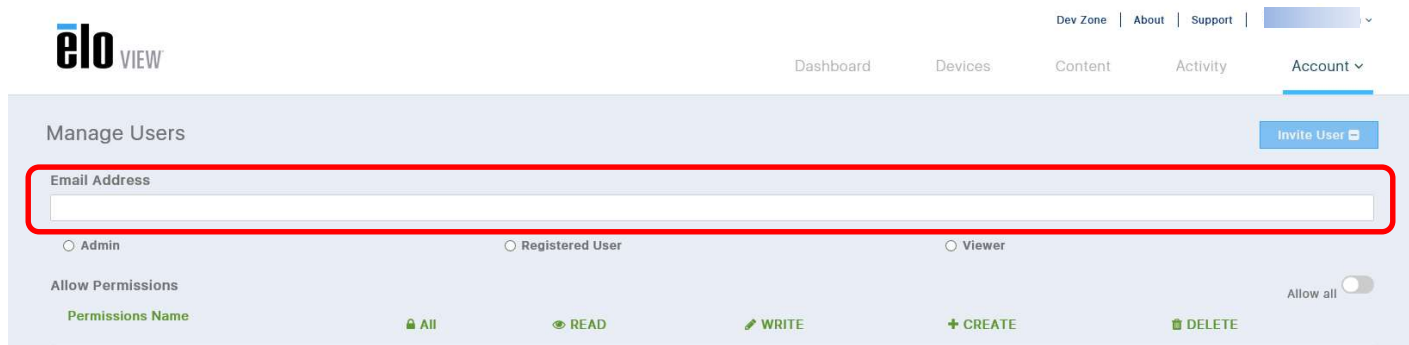 Dev Zone | About | Support |
ēlo VIEW
Dashboard Devices Content Activity Account
Manage Users
Invite User
Email Address
Admin Registered User Viewer
Allow Permissions
Allow all
Permissions Name All READ WRITE CREATE DELETE